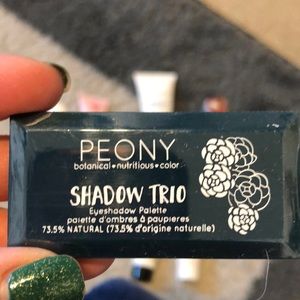 PEONY
botanical•nutritious•color
SHADOW TRIO
Eyeshadow Palette
palette d'ombres à paupières
73.5% NATURAL (73,5% d'origine naturelle)